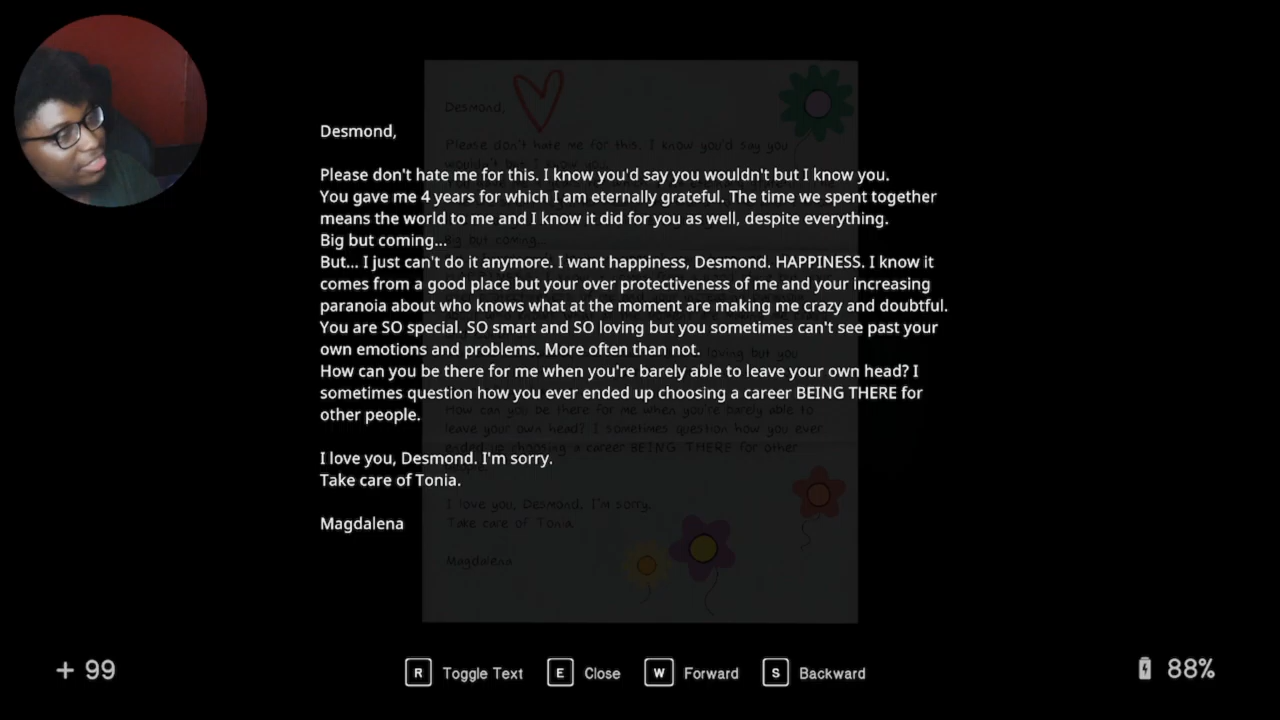 Desmond,
Please don't hate me for this. I know you'd say you wouldn't but I know you.
You gave me 4 years for which I am eternally grateful. The time we spent together
means the world to me and I know it did for you as well, despite everything.
Big but coming...
But... I just can't do it anymore. I want happiness, Desmond. HAPPINESS. I know it
comes from a good place but your over protectiveness of me and your increasing
paranoia about who knows what at the moment are making me crazy and doubtful.
You are SO special. SO smart and SO loving but you sometimes can't see past your
own emotions and problems. More often than not.
How can you be there for me when you're barely able to leave your own head? I
sometimes question how you ever ended up choosing a career BEING THERE for
other people.
I love you, Desmond. I'm sorry.
Take care of Tonia.
Magdalena
+ 99
R Toggle Text E Close W Forward S Backward
88%